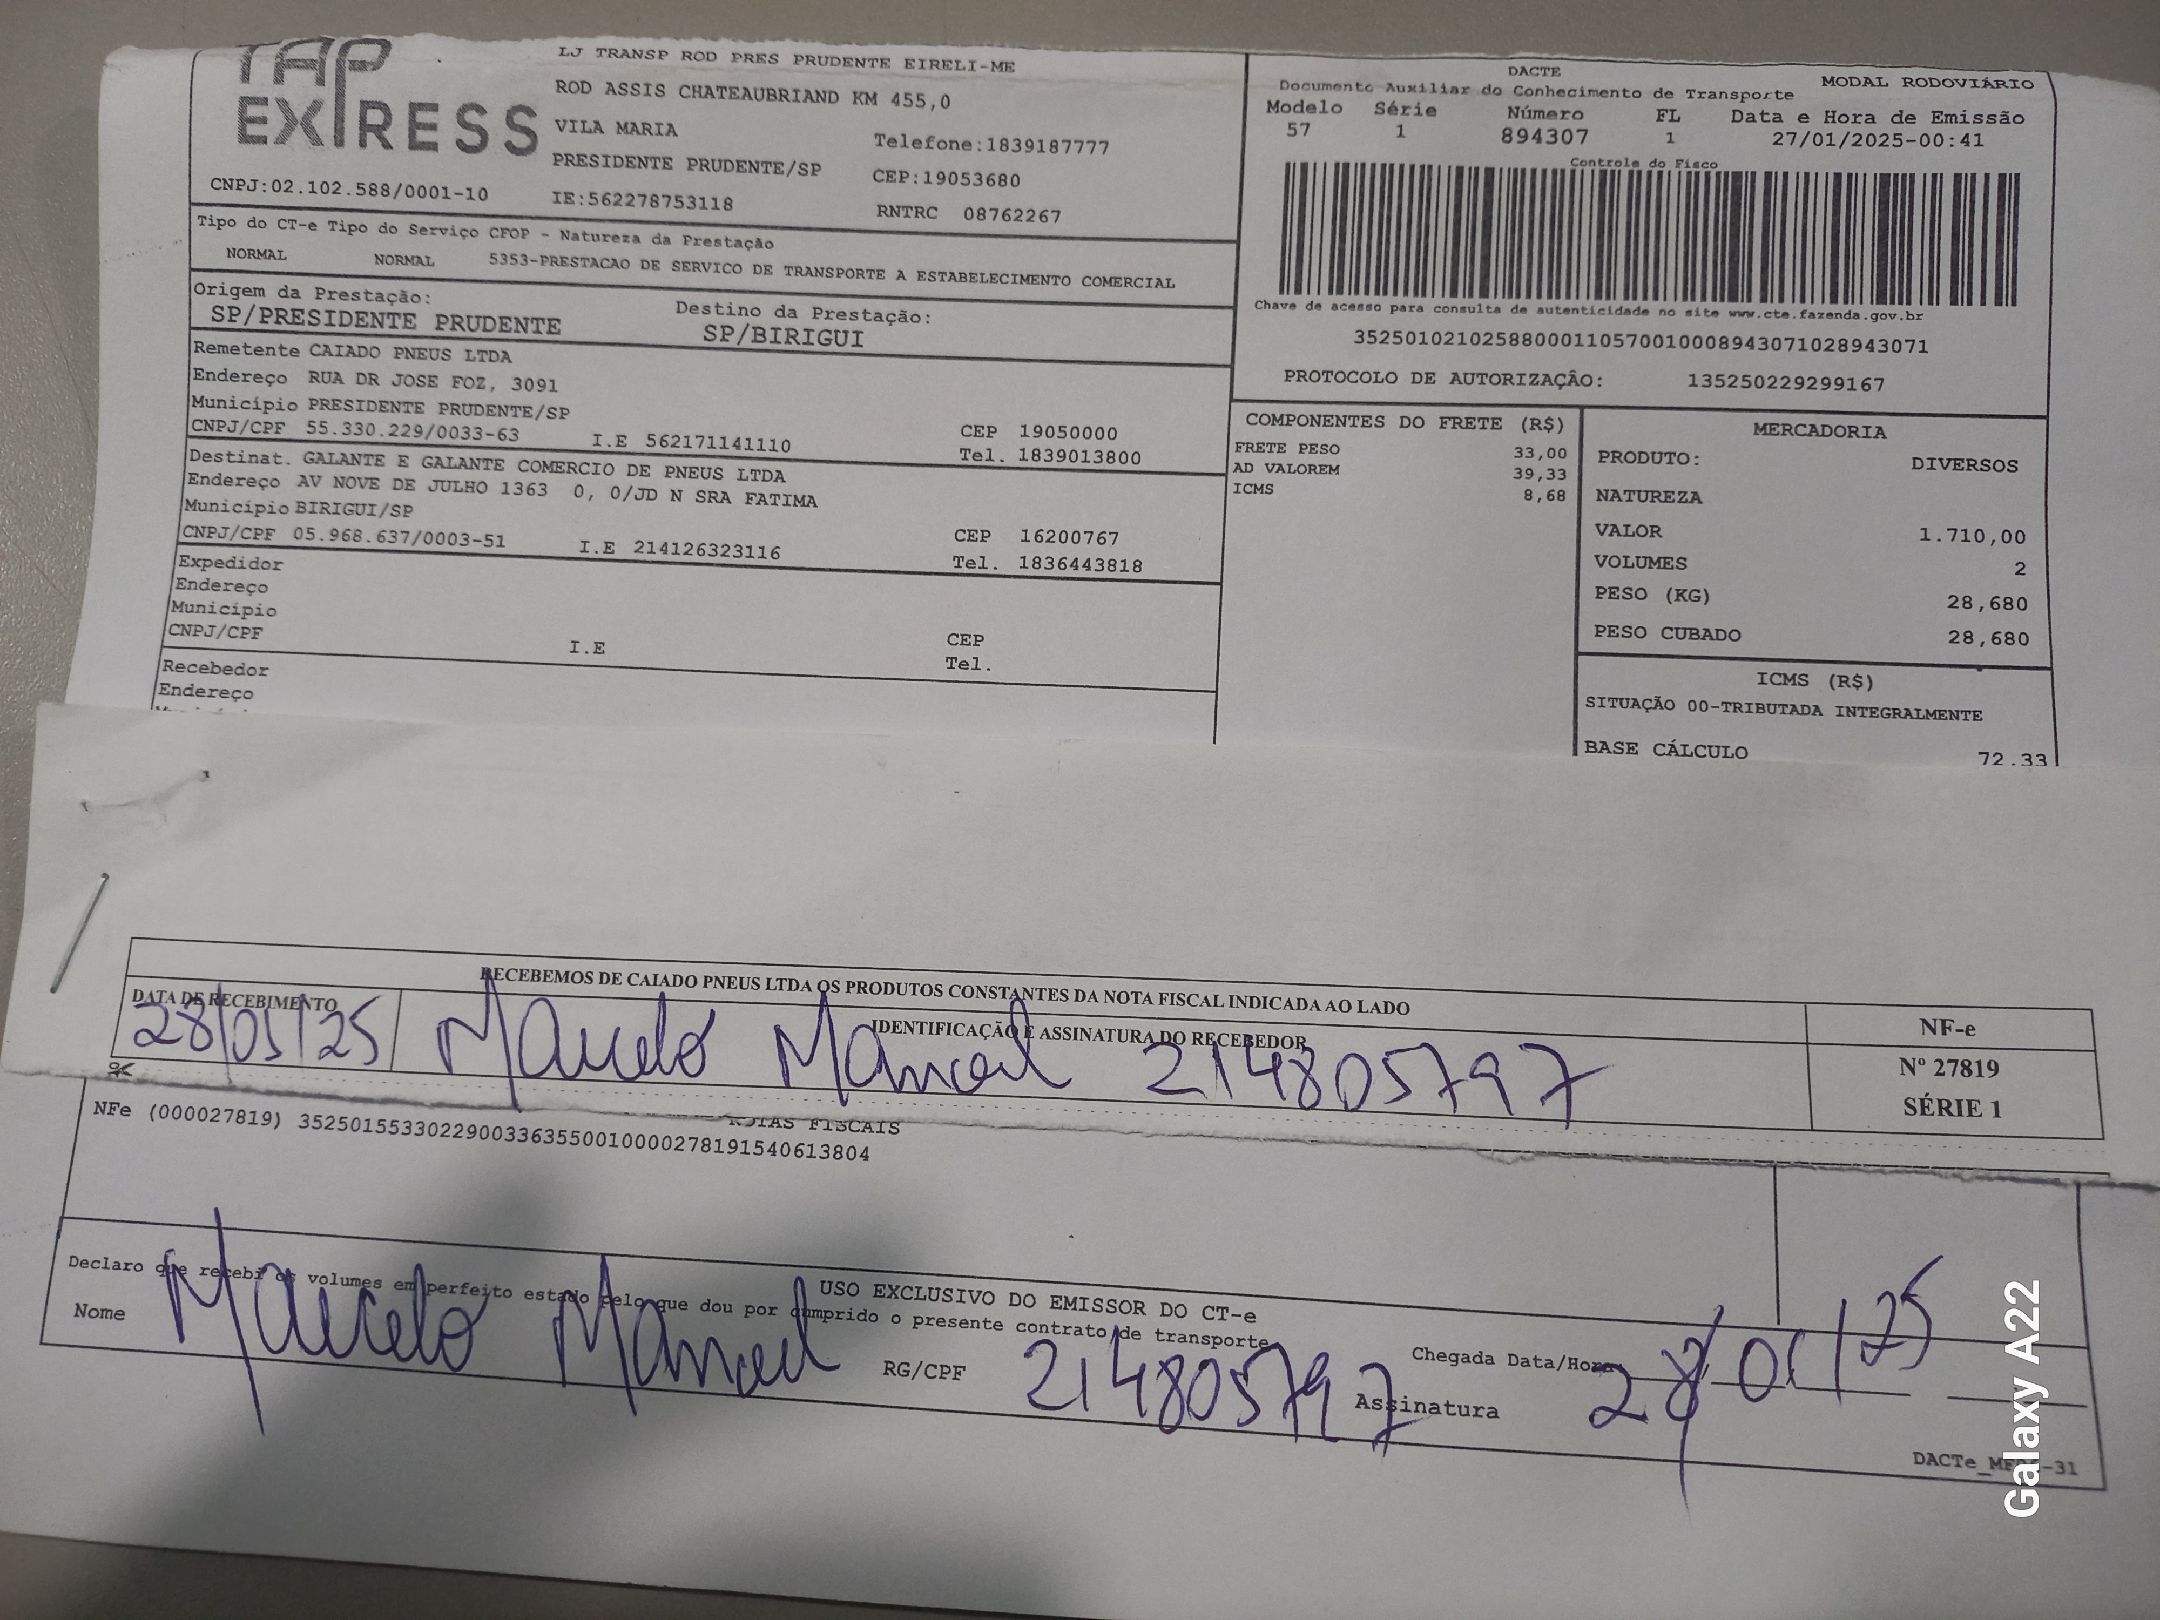 TAP
EXPRESS
LJ TRANSP ROD PRES PRUDENTE EIRELI-ME
ROD ASSIS CHATEAUBRIAND KM 455,0
VILA MARIA
Telefone:1839187777
PRESIDENTE PRUDENTE/SP
CEP:19053680
CNPJ:02.102.588/0001-10
IE:562278753118
RNTRC 08762267
DACTE
MODAL RODOVIÁRIO
Documento Auxiliar do Conhecimento de Transporte
Modelo Série Número FL Data e Hora de Emissão
57 1 894307 1 27/01/2025-00:41
Controle do Fisco
Chave de acesso para consulta de autenticidade no site www.cte.fazenda.gov.br
35250102102588000110570010008943071028943071
PROTOCOLO DE AUTORIZAÇÃO: 135250229299167
Tipo do CT-e Tipo do Serviço CFOP - Natureza da Prestação
NORMAL NORMAL 5353-PRESTACAO DE SERVICO DE TRANSPORTE A ESTABELECIMENTO COMERCIAL
Origem da Prestação: Destino da Prestação:
SP/PRESIDENTE PRUDENTE SP/BIRIGUI
Remetente CAIADO PNEUS LTDA
Endereço RUA DR JOSE FOZ, 3091
Município PRESIDENTE PRUDENTE/SP
CEP 19050000
CNPJ/CPF 55.330.229/0033-63 I.E 562171141110
Tel. 1839013800
Destinat. GALANTE E GALANTE COMERCIO DE PNEUS LTDA
Endereço AV NOVE DE JULHO 1363 0, 0/JD N SRA FATIMA
Município BIRIGUI/SP
CEP 16200767
CNPJ/CPF 05.968.637/0003-51 I.E 214126323116
Tel. 1836443818
Expedidor
Endereço
Município
CEP
CNPJ/CPF I.E
Tel.
Recebedor
Endereço
COMPONENTES DO FRETE (R$)
FRETE PESO 33,00
AD VALOREM 39,33
ICMS 8,68
MERCADORIA
PRODUTO: DIVERSOS
NATUREZA
VALOR 1.710,00
VOLUMES 2
PESO (KG) 28,680
PESO CUBADO 28,680
ICMS (R$)
SITUAÇÃO 00-TRIBUTADA INTEGRALMENTE
BASE CÁLCULO 72.33
RECEBEMOS DE CAIADO PNEUS LTDA OS PRODUTOS CONSTANTES DA NOTA FISCAL INDICADA AO LADO
DATA DE RECEBIMENTO
IDENTIFICAÇÃO E ASSINATURA DO RECEBEDOR
28/01/25 Marcelo Manoel 214805797
NF-e
Nº 27819
SÉRIE 1
NOTAS FISCAIS
NFe (000027819) 35250155330229003363550010000278191540613804
USO EXCLUSIVO DO EMISSOR DO CT-e
Declaro que recebi os volumes em perfeito estado pelo que dou por cumprido o presente contrato de transporte
Nome Marcelo Manoel RG/CPF 214805797
Chegada Data/Hora 28/01/25
Assinatura
Galaxy A22